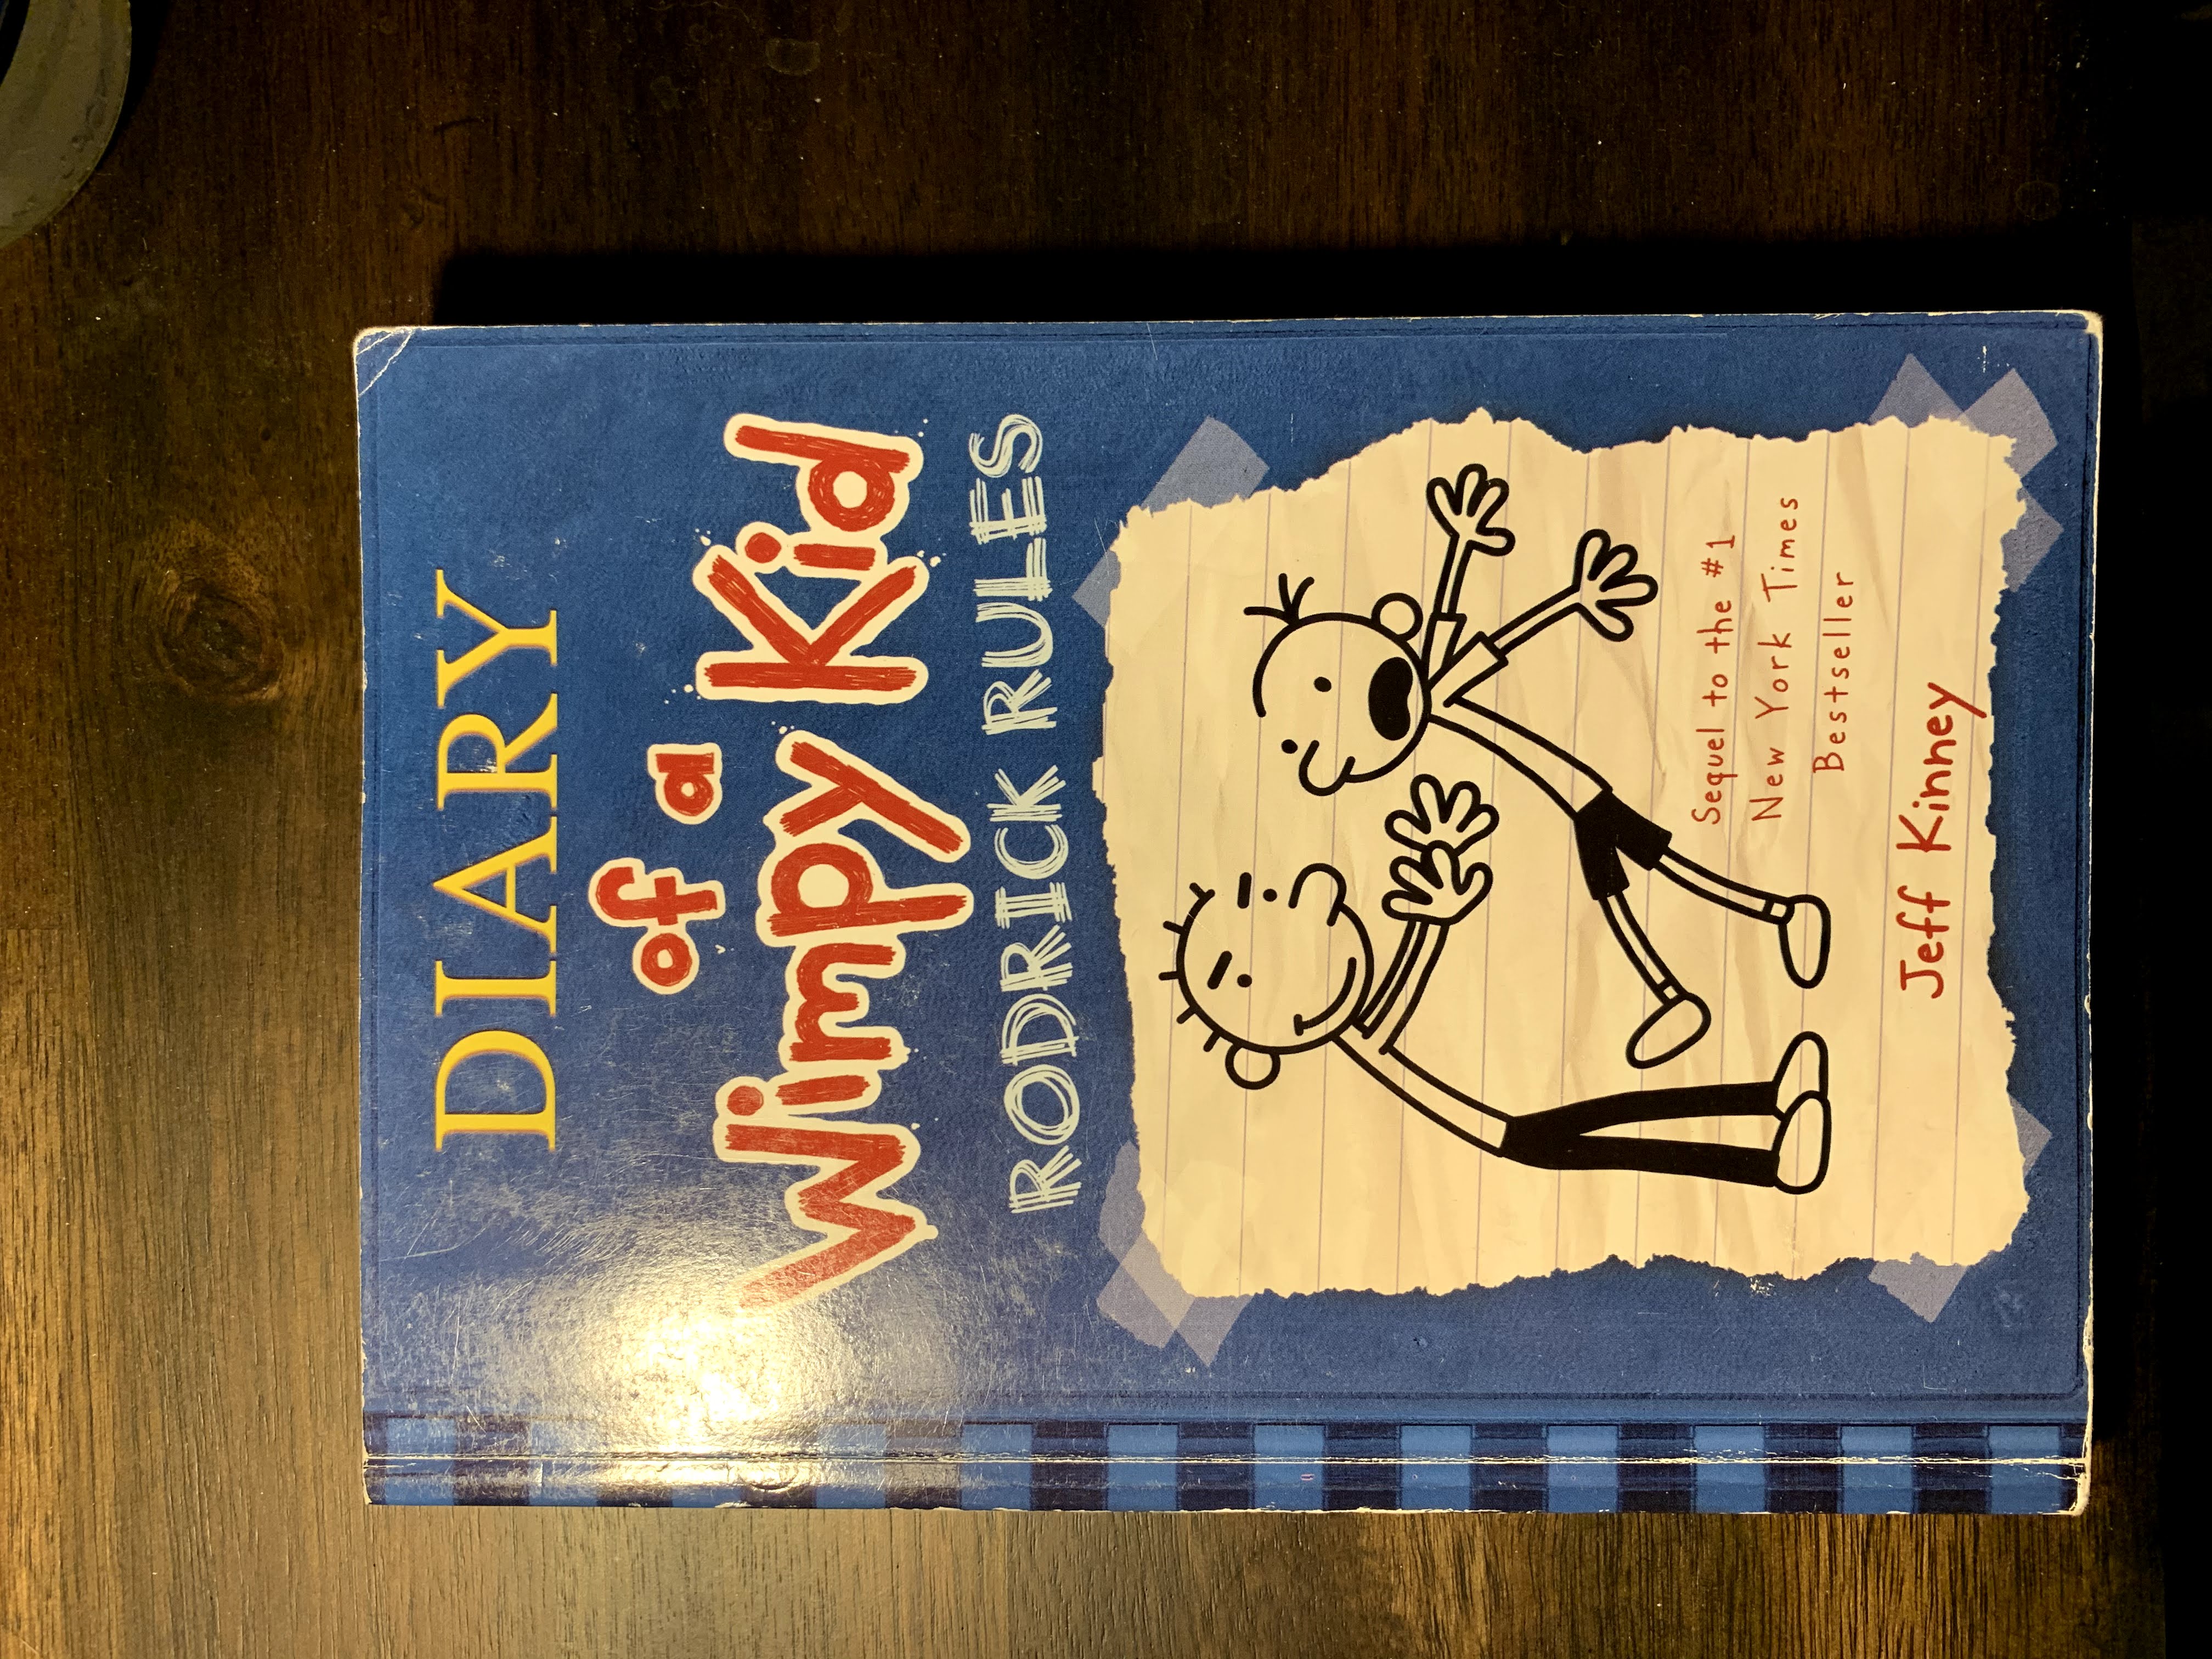 DIARY
of a
Wimpy Kid
RODRICK RULES
Sequel to the #1
New York Times
Bestseller
Jeff Kinney